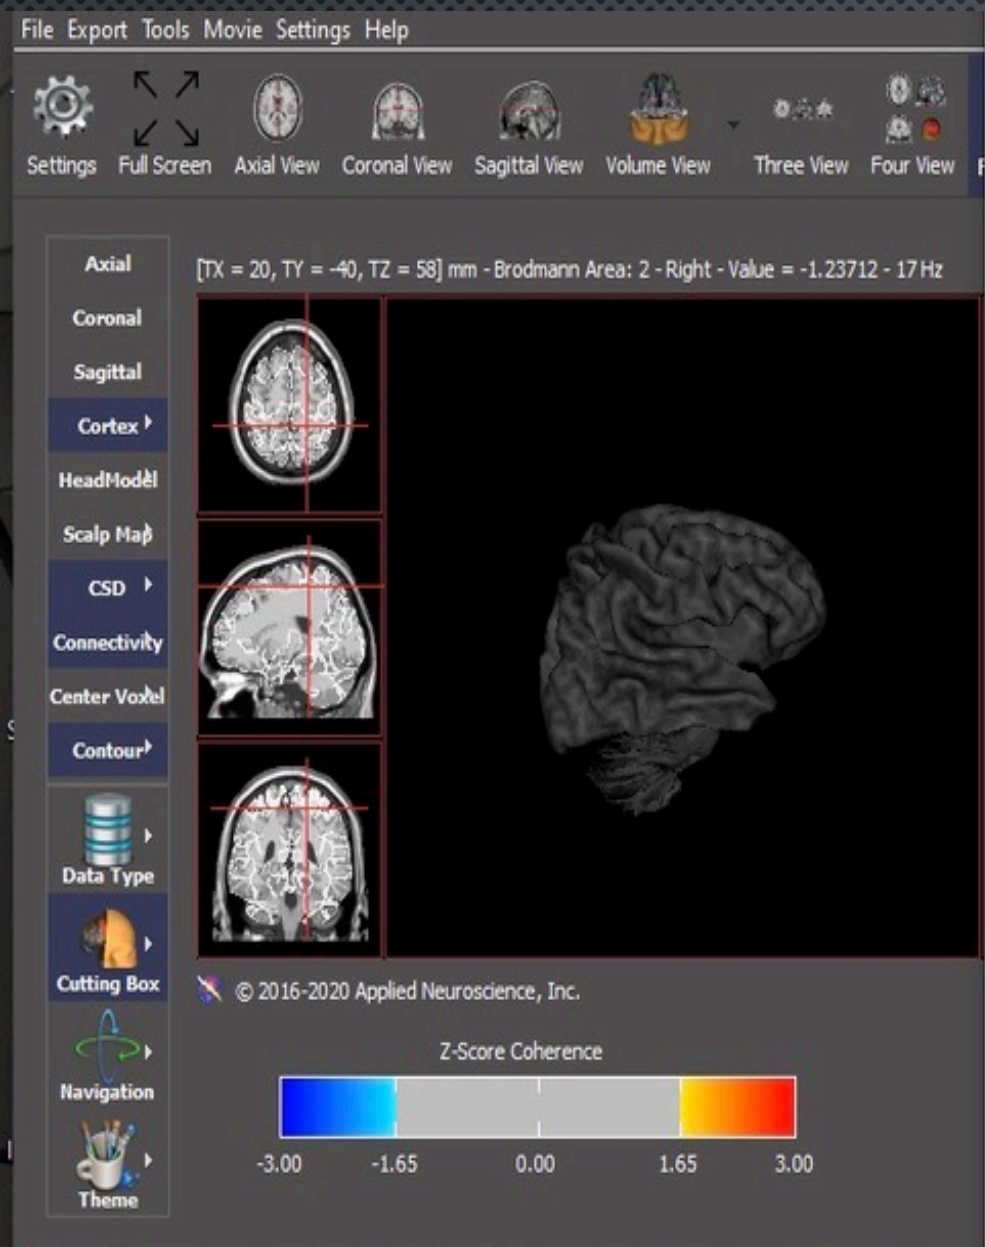 File Export Tools Movie Settings Help
Settings Full Screen Axial View Coronal View Sagittal View Volume View Three View Four View
Axial
Coronal
Sagittal
Cortex
HeadModel
Scalp Map
CSD
Connectivity
Center Voxel
Contour
Data Type
Cutting Box
Navigation
Theme
[TX = 20, TY = -40, TZ = 58] mm - Brodmann Area: 2 - Right - Value = -1.23712 - 17 Hz
© 2016-2020 Applied Neuroscience, Inc.
Z-Score Coherence
-3.00 -1.65 0.00 1.65 3.00